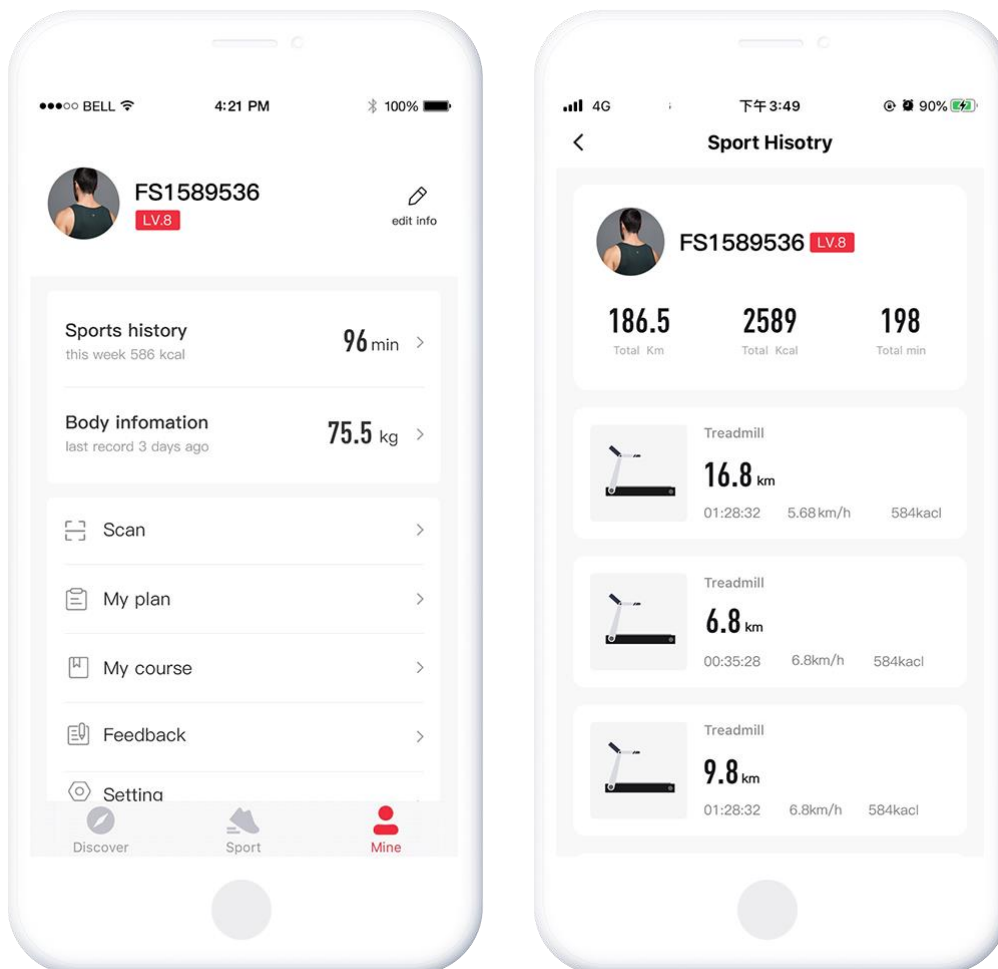 BELL 4:21 PM 100%
FS1589536
LV.8
edit info
Sports history
this week 586 kcal
96 min
Body infomation
last record 3 days ago
75.5 kg
Scan
My plan
My course
Feedback
Setting
Discover Sport Mine
4G 下午3:49 90%
Sport Hisotry
FS1589536 LV.8
186.5 2589 198
Total Km Total Kcal Total min
Treadmill
16.8 km
01:28:32 5.68km/h 584kacl
Treadmill
6.8 km
00:35:28 6.8km/h 584kacl
Treadmill
9.8 km
01:28:32 6.8km/h 584kacl